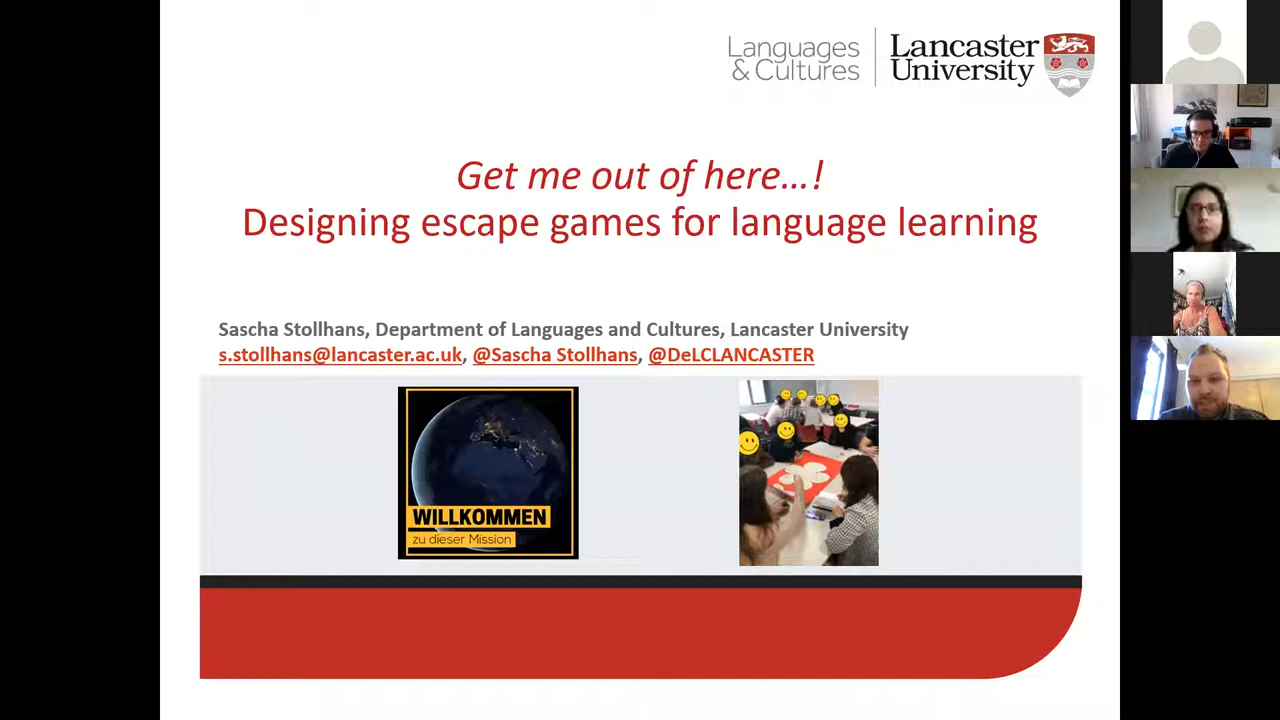 Languages
& Cultures
Lancaster
University
Get me out of here…!
Designing escape games for language learning
Sascha Stollhans, Department of Languages and Cultures, Lancaster University
s.stollhans@lancaster.ac.uk, @Sascha Stollhans, @DeLCLANCASTER
WILLKOMMEN
zu dieser Mission